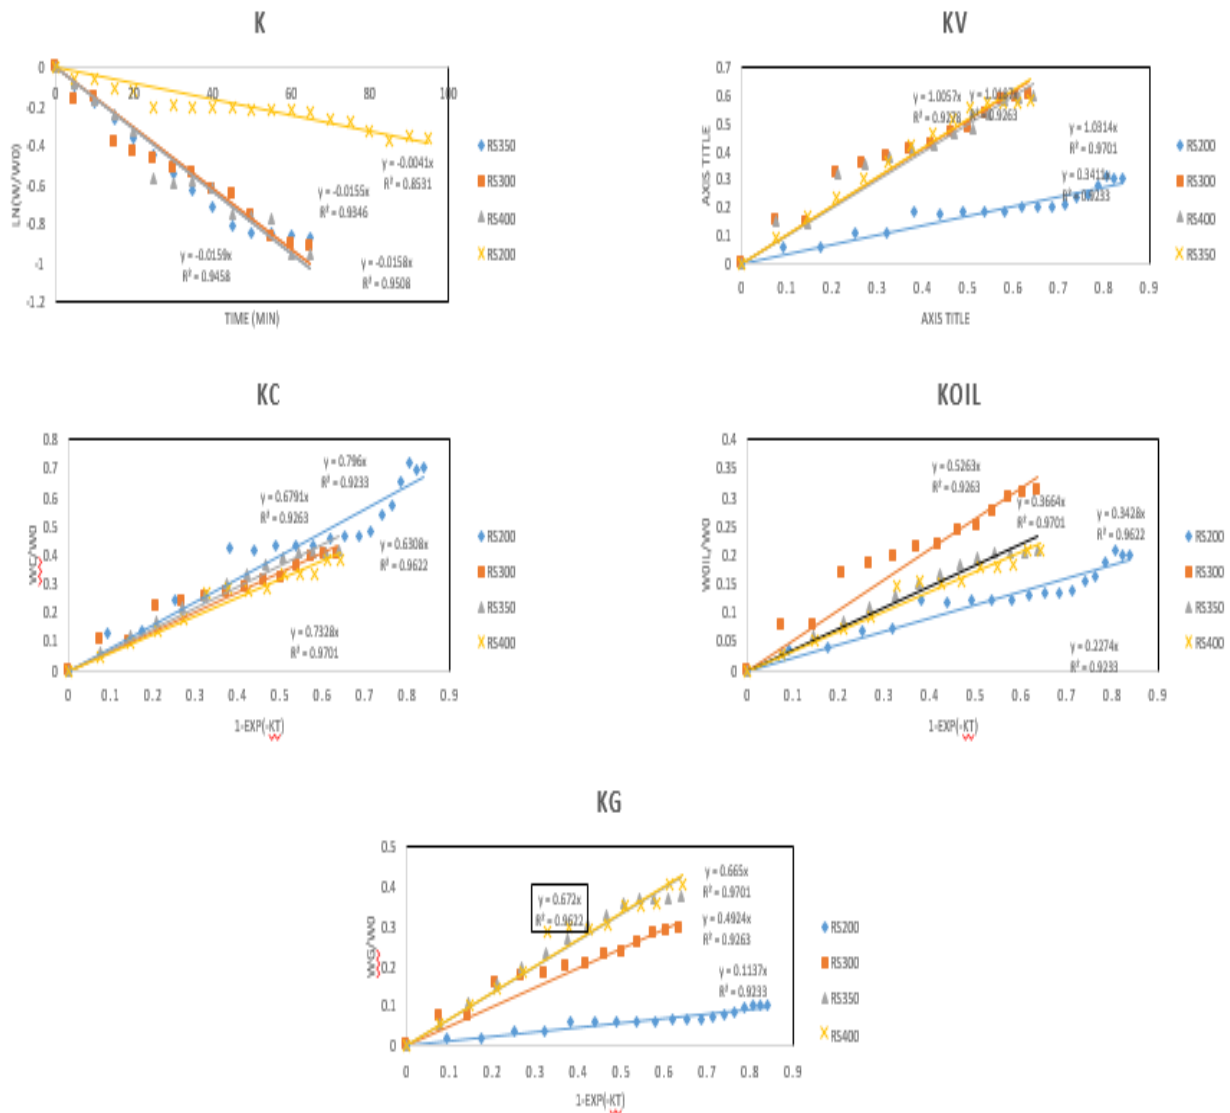 K
LN(W/W0)
0
-0.2
-0.4
-0.6
-0.8
-1
-1.2
0
20
40
60
80
100
y = -0.0041x
R² = 0.8531
y = -0.0155x
R² = 0.9346
y = -0.0159x
R² = 0.9458
y = -0.0158x
R² = 0.9508
TIME (MIN)
RS350
RS300
RS400
RS200
KV
AXIS TITLE
0.7
0.6
0.5
0.4
0.3
0.2
0.1
0
y = 1.0057x
R² = 0.9278
R² = 0.9263
y = 1.0314x
R² = 0.9701
y = 0.3411x
R² = 0.9233
0
0.1
0.2
0.3
0.4
0.5
0.6
0.7
0.8
0.9
AXIS TITLE
RS200
RS300
RS400
RS350
KC
WC/W0
0.8
0.7
0.6
0.5
0.4
0.3
0.2
0.1
0
y = 0.796x
R² = 0.9233
y = 0.6791x
R² = 0.9263
y = 0.6308x
R² = 0.9622
y = 0.7328x
R² = 0.9701
0
0.1
0.2
0.3
0.4
0.5
0.6
0.7
0.8
0.9
1-EXP(-KT)
RS200
RS300
RS350
RS400
KOIL
WOIL/W0
0.4
0.35
0.3
0.25
0.2
0.15
0.1
0.05
0
y = 0.5263x
R² = 0.9263
y = 0.3664x
R² = 0.9701
y = 0.3428x
R² = 0.9622
y = 0.2274x
R² = 0.9233
0
0.1
0.2
0.3
0.4
0.5
0.6
0.7
0.8
0.9
1-EXP(-KT)
RS200
RS300
RS350
RS400
KG
WG/W0
0.5
0.4
0.3
0.2
0.1
0
y = 0.672x
R² = 0.9622
y = 0.665x
R² = 0.9701
y = 0.4924x
R² = 0.9263
y = 0.1137x
R² = 0.9233
0
0.1
0.2
0.3
0.4
0.5
0.6
0.7
0.8
0.9
1-EXP(-KT)
RS200
RS300
RS350
RS400